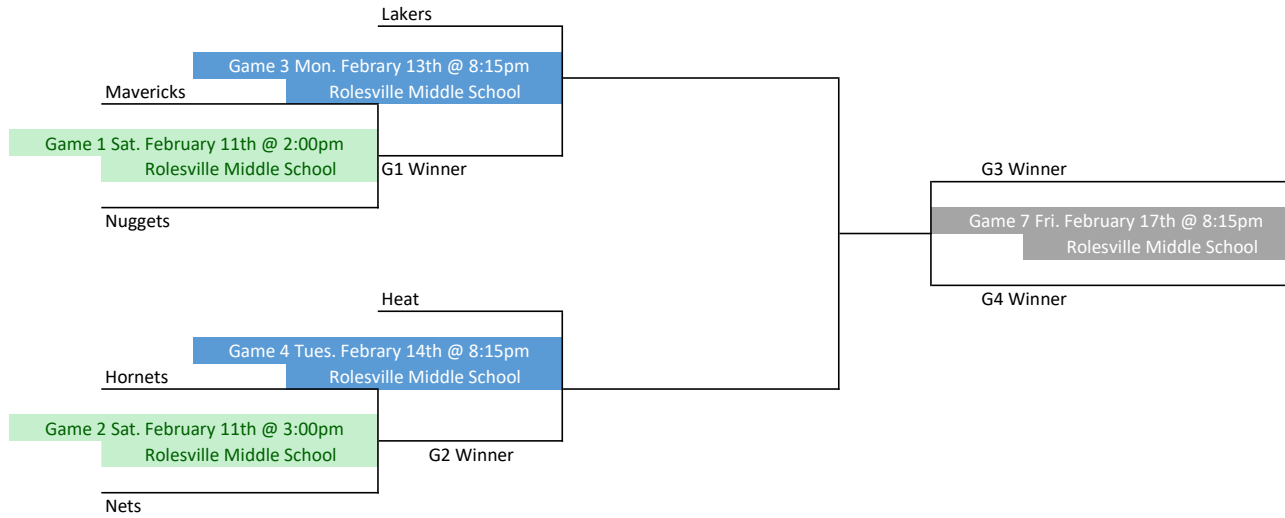 Lakers
Game 3 Mon. Febrary 13th @ 8:15pm
Rolesville Middle School
Mavericks
Game 1 Sat. February 11th @ 2:00pm
Rolesville Middle School
G1 Winner
Nuggets
G3 Winner
Game 7 Fri. February 17th @ 8:15pm
Rolesville Middle School
G4 Winner
Heat
Game 4 Tues. Febrary 14th @ 8:15pm
Rolesville Middle School
Hornets
Game 2 Sat. February 11th @ 3:00pm
Rolesville Middle School
G2 Winner
Nets